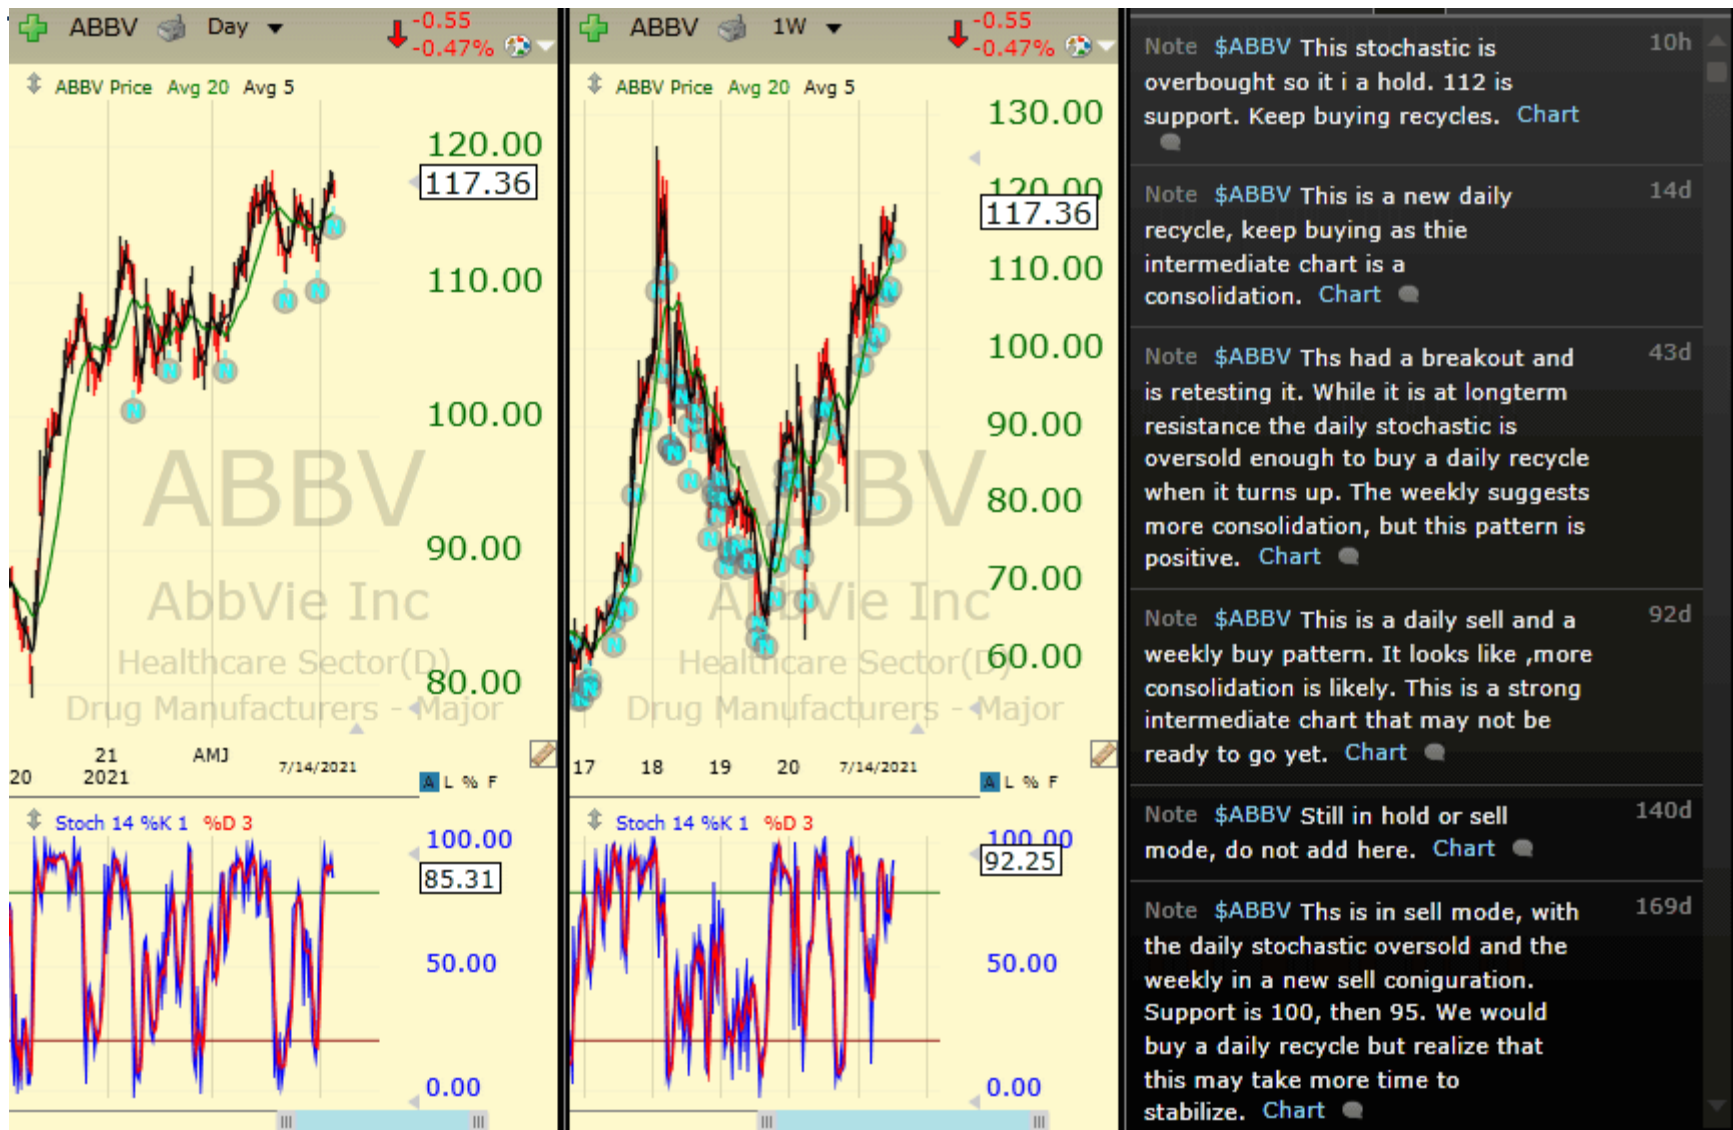 ABBV Day -0.55
-0.47%
ABBV Price Avg 20 Avg 5
120.00
117.36
110.00
100.00
90.00
80.00
ABBV
AbbVie Inc
Healthcare Sector(D)
Drug Manufacturers - Major
20 21 AMJ 7/14/2021
2021
A L % F
Stoch 14 %K 1 %D 3
100.00
85.31
50.00
0.00
ABBV 1W -0.55
-0.47%
ABBV Price Avg 20 Avg 5
130.00
120.00
117.36
110.00
100.00
90.00
80.00
70.00
60.00
ABBV
AbbVie Inc
Healthcare Sector(D)
Drug Manufacturers - Major
17 18 19 20 7/14/2021
A L % F
Stoch 14 %K 1 %D 3
100.00
92.25
50.00
0.00
Note $ABBV This stochastic is 10h
overbought so it i a hold. 112 is
support. Keep buying recycles. Chart
Note $ABBV This is a new daily 14d
recycle, keep buying as thie
intermediate chart is a
consolidation. Chart
Note $ABBV Ths had a breakout and 43d
is retesting it. While it is at longterm
resistance the daily stochastic is
oversold enough to buy a daily recycle
when it turns up. The weekly suggests
more consolidation, but this pattern is
positive. Chart
Note $ABBV This is a daily sell and a 92d
weekly buy pattern. It looks like ,more
consolidation is likely. This is a strong
intermediate chart that may not be
ready to go yet. Chart
Note $ABBV Still in hold or sell 140d
mode, do not add here. Chart
Note $ABBV Ths is in sell mode, with 169d
the daily stochastic oversold and the
weekly in a new sell coniguration.
Support is 100, then 95. We would
buy a daily recycle but realize that
this may take more time to
stabilize. Chart